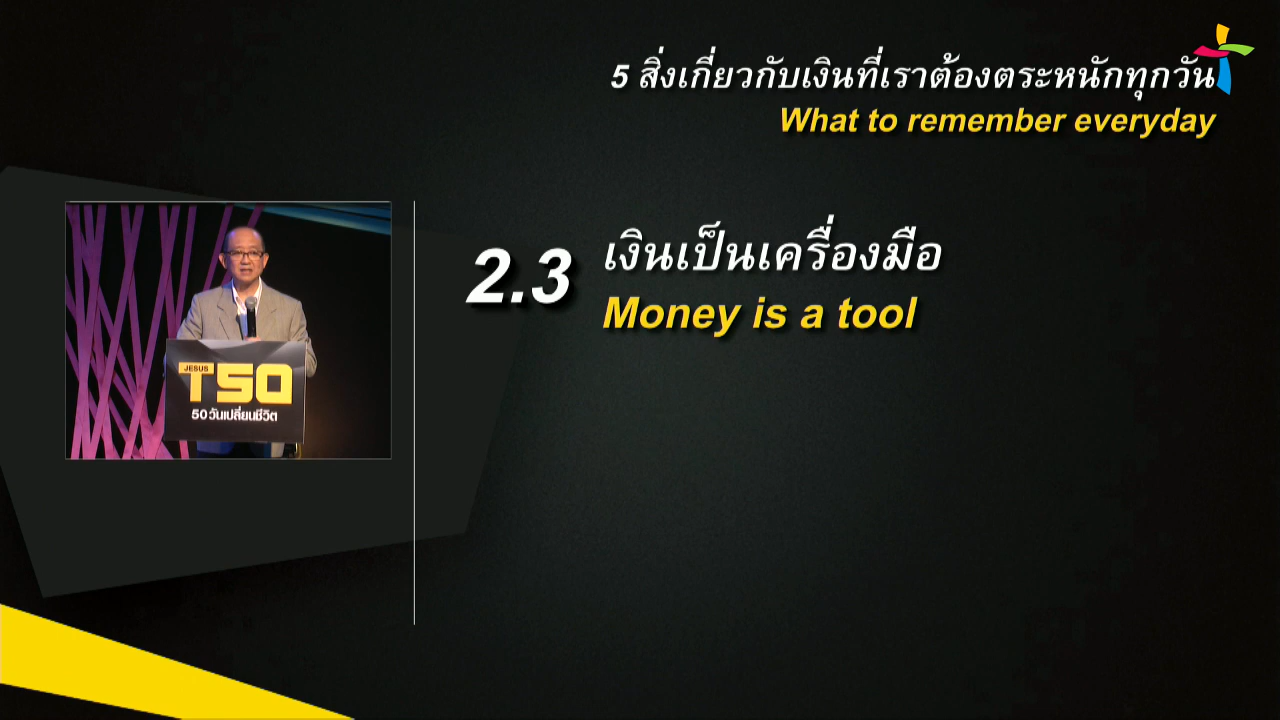 5 สิ่งเกี่ยวกับเงินที่เราต้องตระหนักทุกวัน
What to remember everyday
2.3
เงินเป็นเครื่องมือ
Money is a tool
JESUS
T50
50 วันเปลี่ยนชีวิต